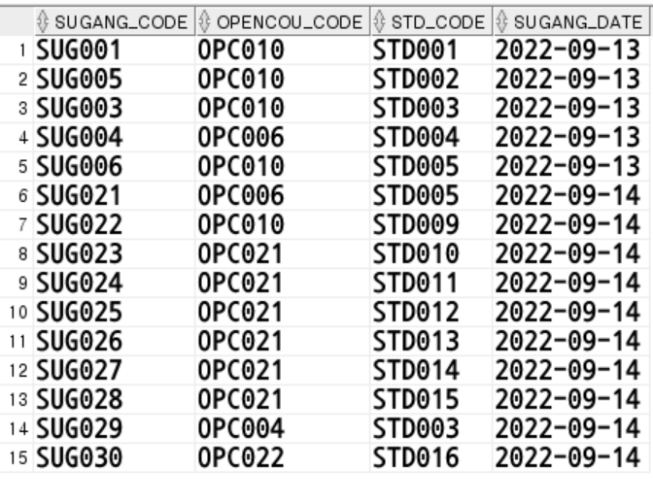 SUGANG_CODE OPENCOU_CODE STD_CODE SUGANG_DATE
1 SUG001 OPC010 STD001 2022-09-13
2 SUG005 OPC010 STD002 2022-09-13
3 SUG003 OPC010 STD003 2022-09-13
4 SUG004 OPC006 STD004 2022-09-13
5 SUG006 OPC010 STD005 2022-09-13
6 SUG021 OPC006 STD005 2022-09-14
7 SUG022 OPC010 STD009 2022-09-14
8 SUG023 OPC021 STD010 2022-09-14
9 SUG024 OPC021 STD011 2022-09-14
10 SUG025 OPC021 STD012 2022-09-14
11 SUG026 OPC021 STD013 2022-09-14
12 SUG027 OPC021 STD014 2022-09-14
13 SUG028 OPC021 STD015 2022-09-14
14 SUG029 OPC004 STD003 2022-09-14
15 SUG030 OPC022 STD016 2022-09-14